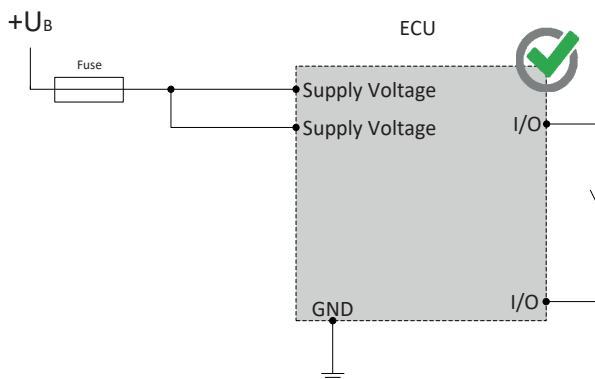 +UB
ECU
Fuse
Supply Voltage
Supply Voltage
I/O
I/O
GND